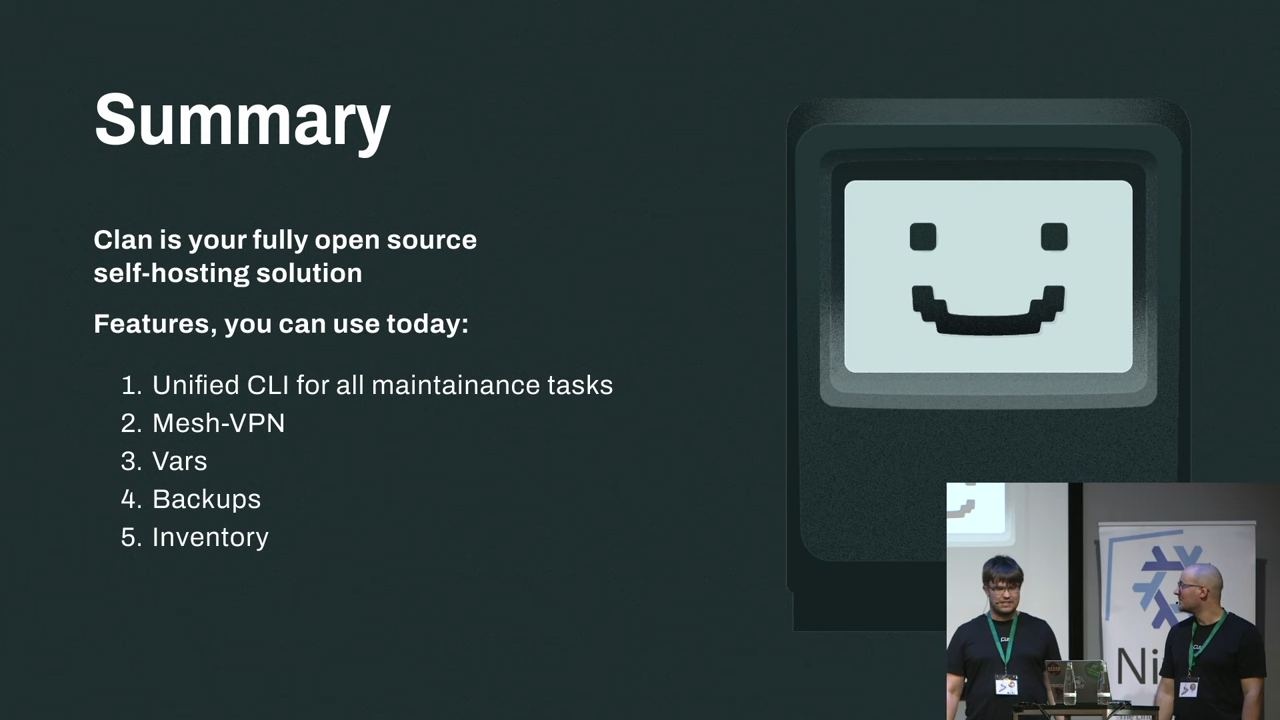 Summary
Clan is your fully open source
self-hosting solution
Features, you can use today:
1. Unified CLI for all maintainance tasks
2. Mesh-VPN
3. Vars
4. Backups
5. Inventory
Ni